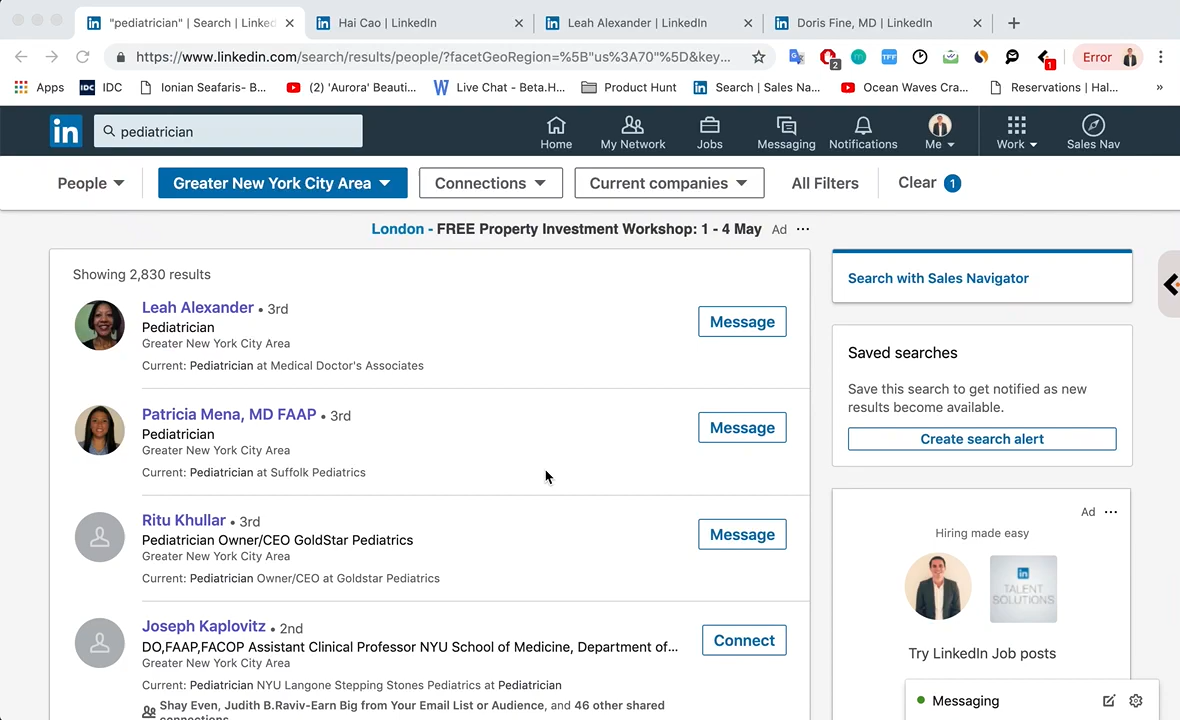 "pediatrician" | Search | Linked
Hai Cao | LinkedIn
Leah Alexander | LinkedIn
Doris Fine, MD | LinkedIn
https://www.linkedin.com/search/results/people/?facetGeoRegion=%5B"us%3A70"%5D&key...
2
TFF
1
Error
Apps
IDC
IDC
Ionian Seafaris- B...
(2) 'Aurora' Beauti...
Live Chat - Beta.H...
Product Hunt
Search | Sales Na...
Ocean Waves Cra...
Reservations | Hal...
»
in
pediatrician
Home
My Network
Jobs
Messaging
Notifications
Me
Work
Sales Nav
People
Greater New York City Area
Connections
Current companies
All Filters
Clear 1
London - FREE Property Investment Workshop: 1 - 4 May Ad ...
Showing 2,830 results
Leah Alexander • 3rd
Pediatrician
Greater New York City Area
Current: Pediatrician at Medical Doctor's Associates
Message
Patricia Mena, MD FAAP • 3rd
Pediatrician
Greater New York City Area
Current: Pediatrician at Suffolk Pediatrics
Message
Ritu Khullar • 3rd
Pediatrician Owner/CEO GoldStar Pediatrics
Greater New York City Area
Current: Pediatrician Owner/CEO at Goldstar Pediatrics
Message
Joseph Kaplovitz • 2nd
DO,FAAP,FACOP Assistant Clinical Professor NYU School of Medicine, Department of...
Greater New York City Area
Current: Pediatrician NYU Langone Stepping Stones Pediatrics at Pediatrician
Shay Even, Judith B.Raviv-Earn Big from Your Email List or Audience, and 46 other shared
connections
Connect
Search with Sales Navigator
Saved searches
Save this search to get notified as new
results become available.
Create search alert
Ad ...
Hiring made easy
in
TALENT
SOLUTIONS
Try LinkedIn Job posts
Messaging